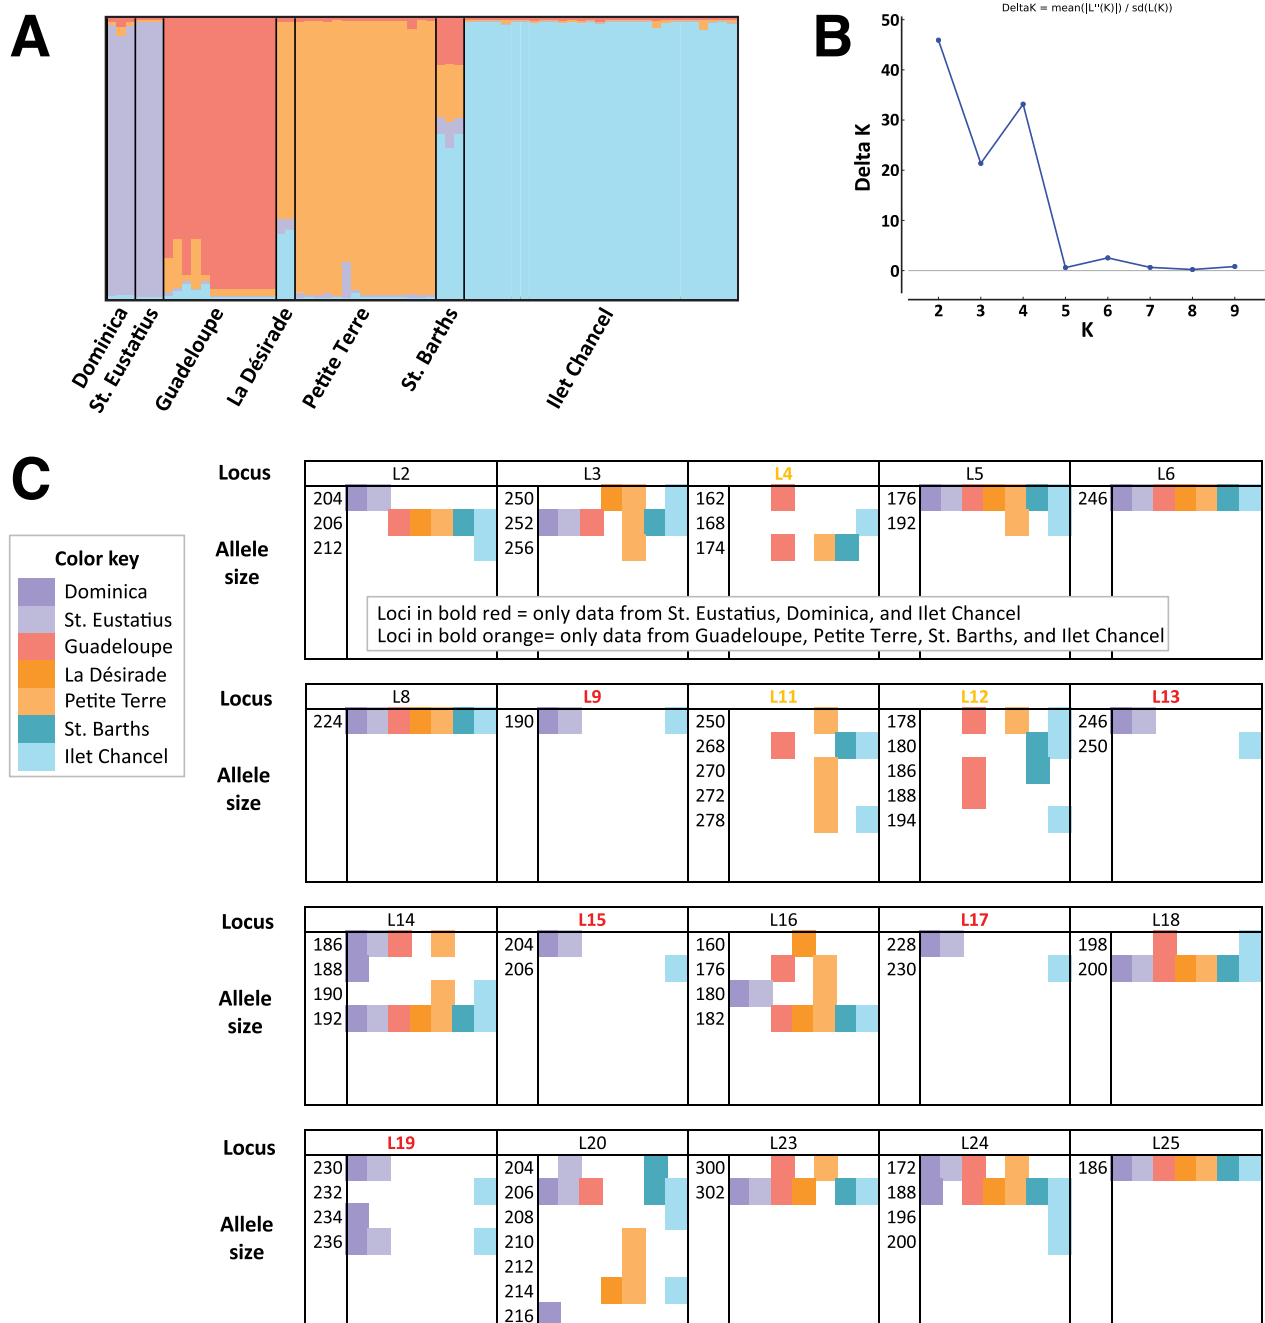 A
B
DeltaK = mean(|L''(K)|) / sd(L(K))
50
40
30
20
10
0
Delta K
2 3 4 5 6 7 8 9
K
Dominica
St. Eustatius
Guadeloupe
La Désirade
Petite Terre
St. Barths
Ilet Chancel
C
Color key
Dominica
St. Eustatius
Guadeloupe
La Désirade
Petite Terre
St. Barths
Ilet Chancel
Locus L2 L3 L4 L5 L6
Allele size
204 250 162 176 246
206 252 168 192
212 256 174
Loci in bold red = only data from St. Eustatius, Dominica, and Ilet Chancel
Loci in bold orange= only data from Guadeloupe, Petite Terre, St. Barths, and Ilet Chancel
Locus L8 L9 L11 L12 L13
Allele size
224 190 250 178 246
268 180 250
270 186
272 188
278 194
Locus L14 L15 L16 L17 L18
Allele size
186 204 160 228 198
188 206 176 230 200
190 180
192 182
Locus L19 L20 L23 L24 L25
Allele size
230 204 300 172 186
232 206 302 188
234 208 196
236 210 200
212
214
216